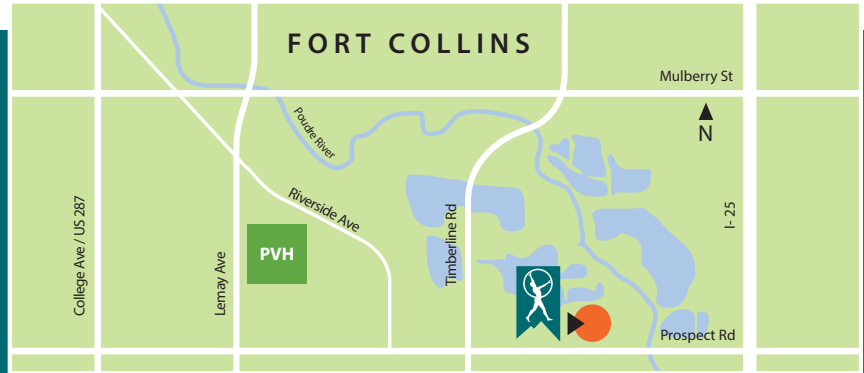 FORT COLLINS
Mulberry St
N
Poudre River
Riverside Ave
College Ave / US 287
PVH
Lemay Ave
Timberline Rd
I- 25
Prospect Rd